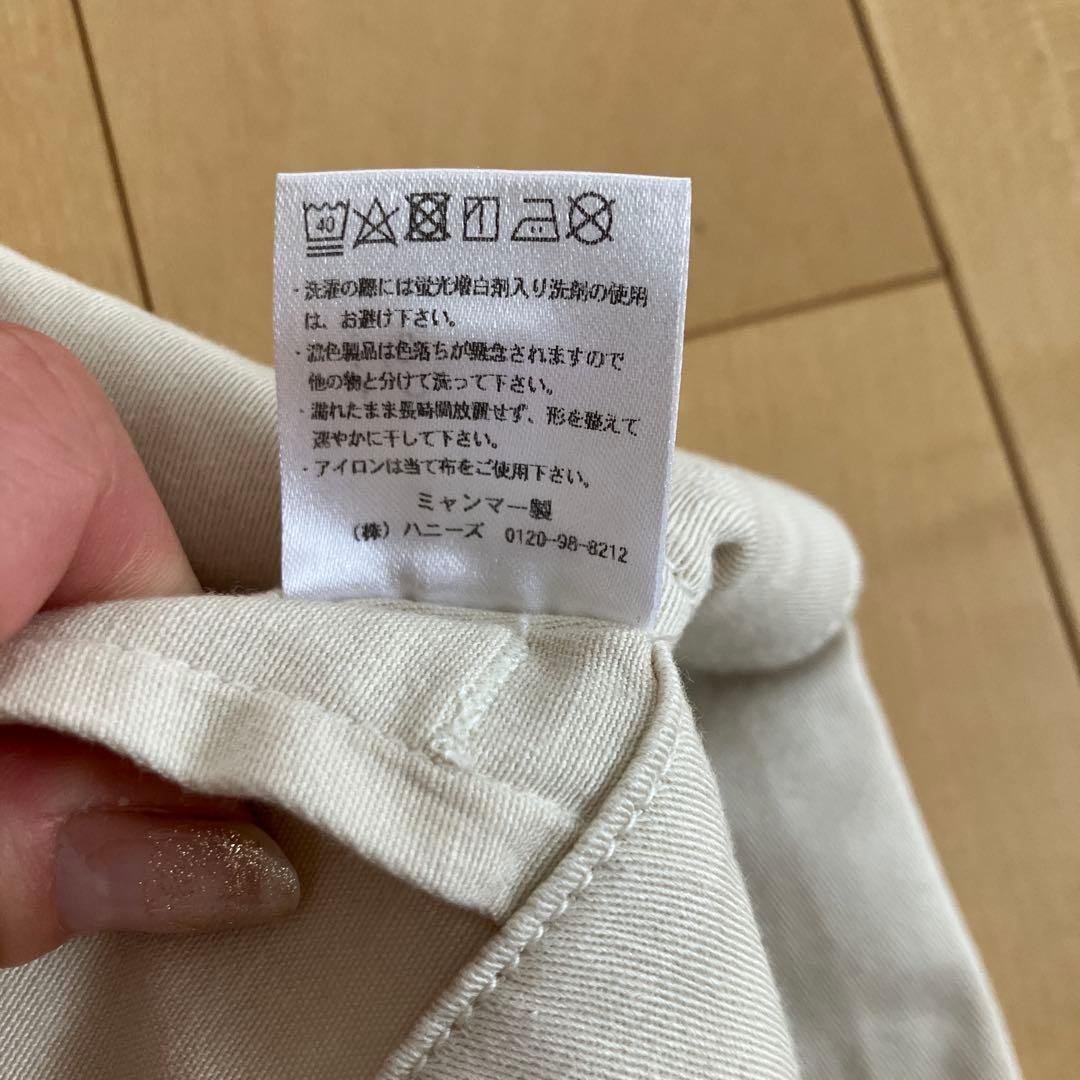 40
・洗濯の際には蛍光増白剤入り洗剤の使用
は、お避け下さい。
・濃色製品は色落ちが懸念されますので
他の物と分けて洗って下さい。
・濡れたまま長時間放置せず、形を整えて
速やかに干して下さい。
・アイロンは当て布をご使用下さい。
ミャンマー製
（株）ハニーズ 0120-98-8212